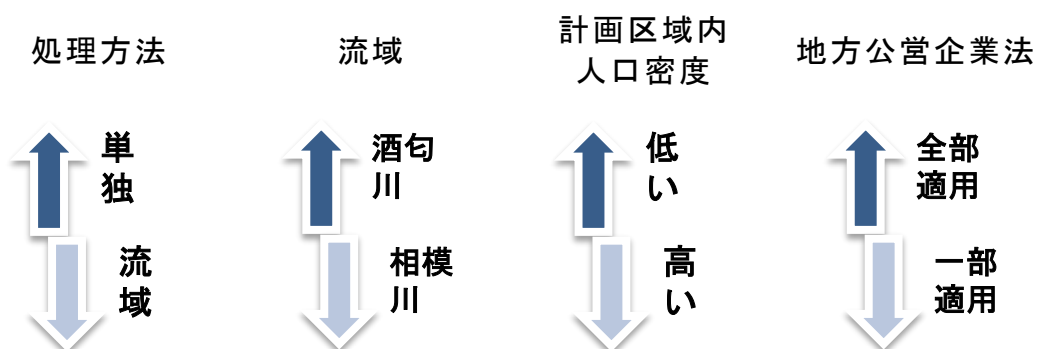 処理方法
流域
計画区域内
人口密度
地方公営企業法
単
独
酒匂
川
低
い
全部
適用
流
域
相模
川
高
い
一部
適用